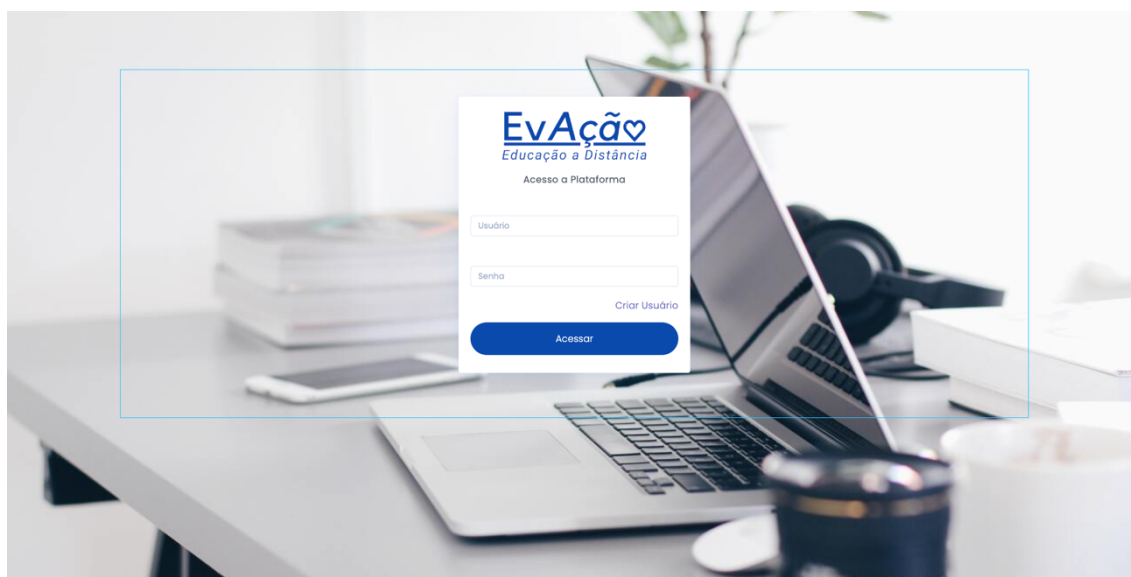 EvAção
Educação a Distância
Acesso a Plataforma
Usuário
Senha
Criar Usuário
Acessar